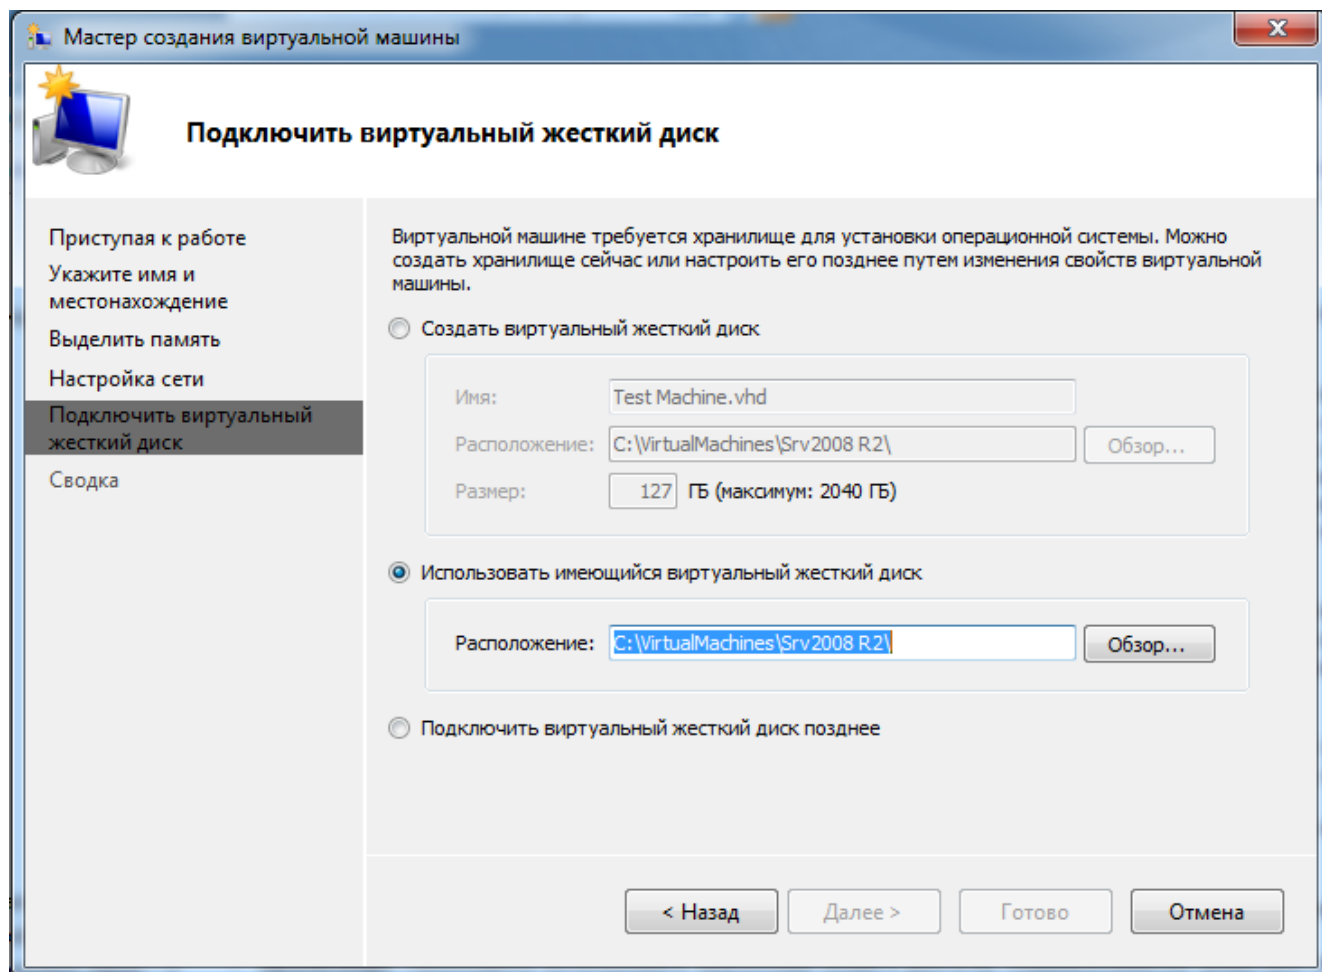 Мастер создания виртуальной машины
Подключить виртуальный жесткий диск
Приступая к работе
Укажите имя и
местонахождение
Выделить память
Настройка сети
Подключить виртуальный
жесткий диск
Сводка
Виртуальной машине требуется хранилище для установки операционной системы. Можно
создать хранилище сейчас или настроить его позднее путем изменения свойств виртуальной
машины.
Создать виртуальный жесткий диск
Имя: Test Machine.vhd
Расположение: C:\VirtualMachines\Srv2008 R2\ Обзор...
Размер: 127 ГБ (максимум: 2040 ГБ)
Использовать имеющийся виртуальный жесткий диск
Расположение: C:\VirtualMachines\Srv2008 R2\ Обзор...
Подключить виртуальный жесткий диск позднее
< Назад Далее > Готово Отмена